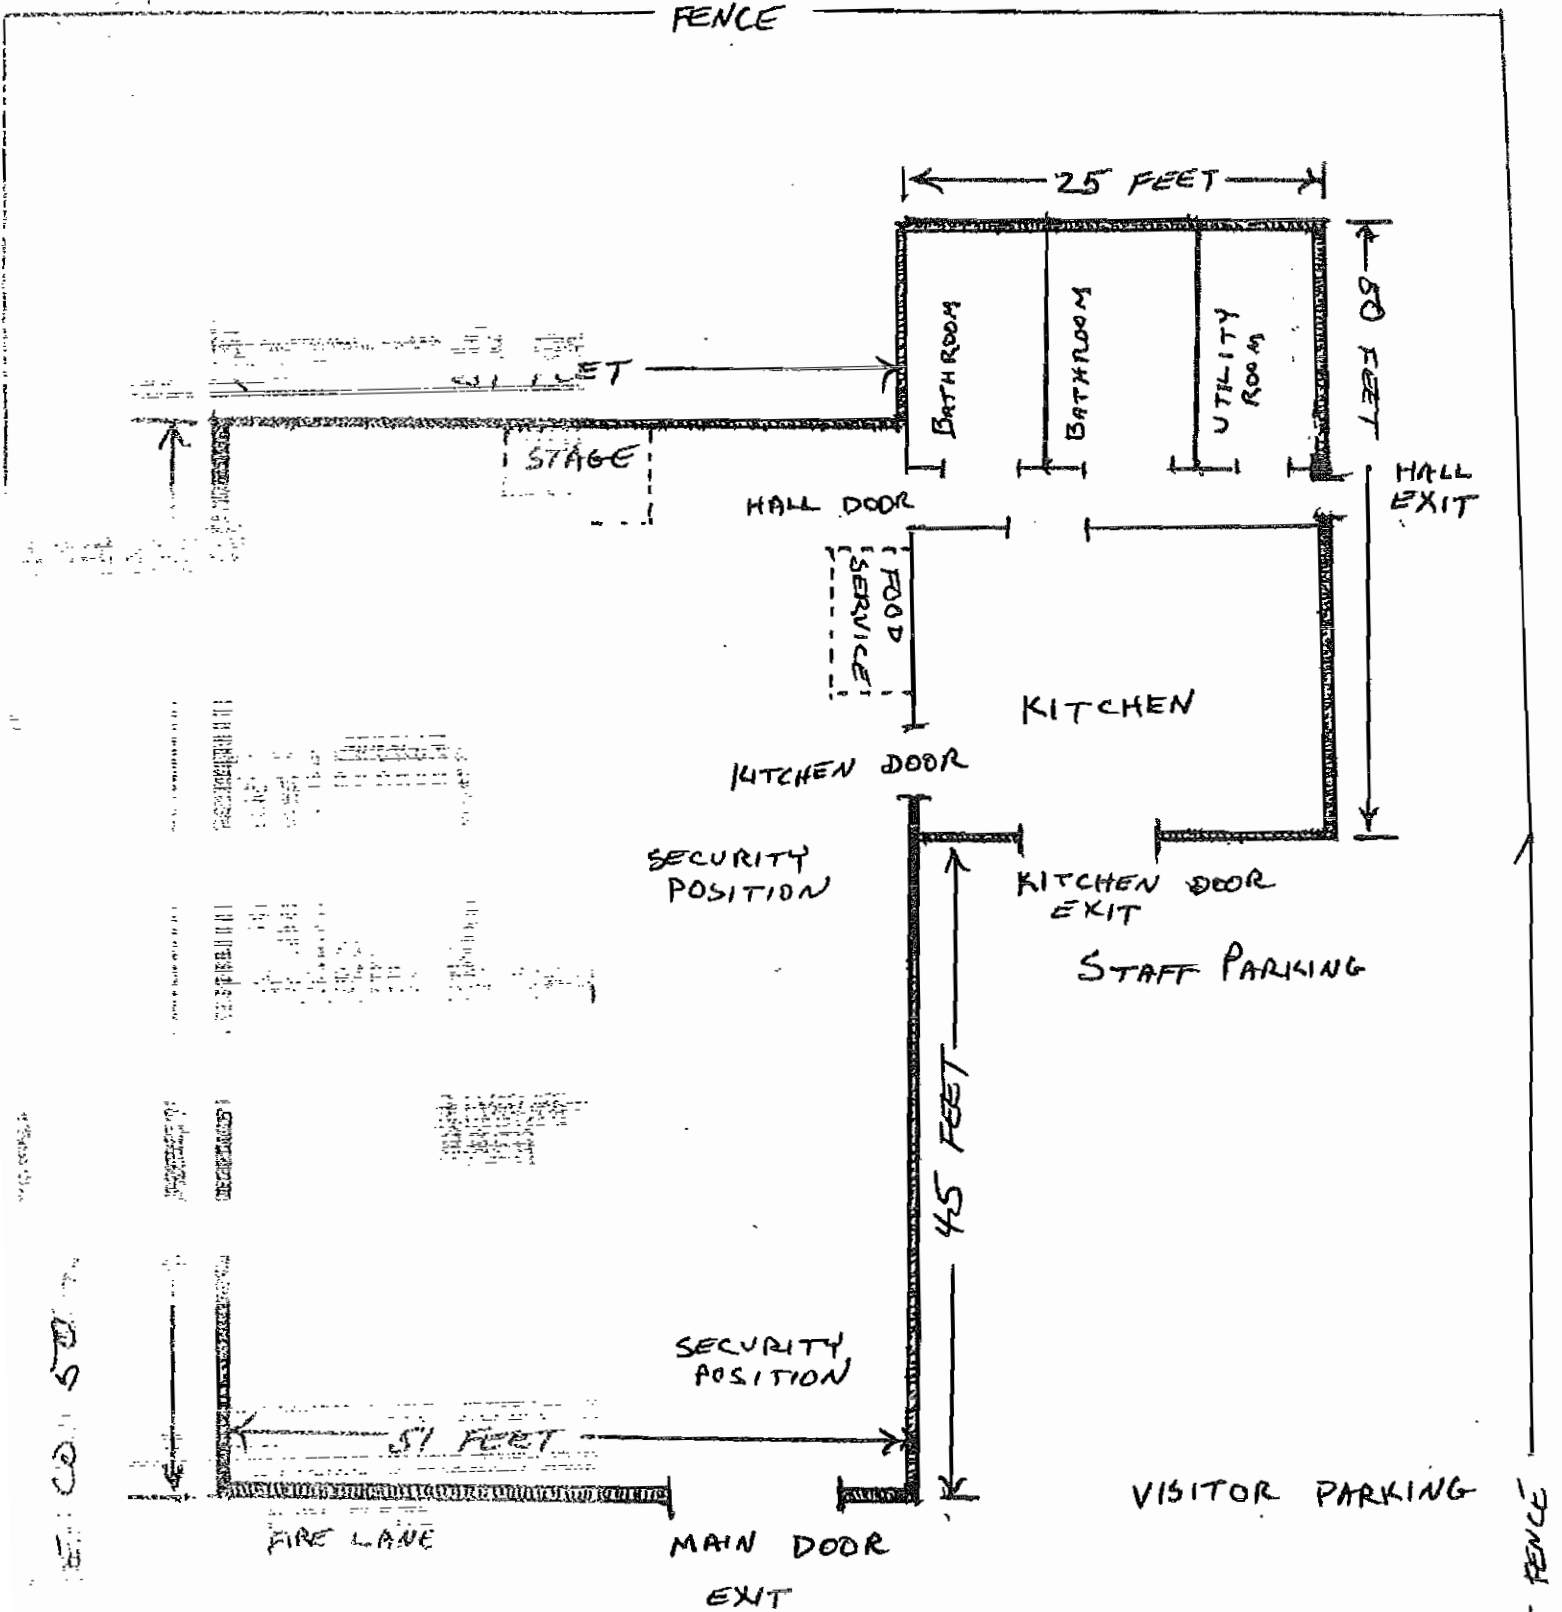 FENCE
25 FEET
80 FEET
BATHROOM
BATHROOM
UTILITY
ROOM
STAGE
HALL DOOR
HALL
EXIT
FOOD
SERVICE
KITCHEN
KITCHEN DOOR
SECURITY
POSITION
KITCHEN DOOR
EXIT
STAFF PARKING
45 FEET
SECURITY
POSITION
51 FEET
VISITOR PARKING
FIRE LANE
MAIN DOOR
EXIT
FENCE